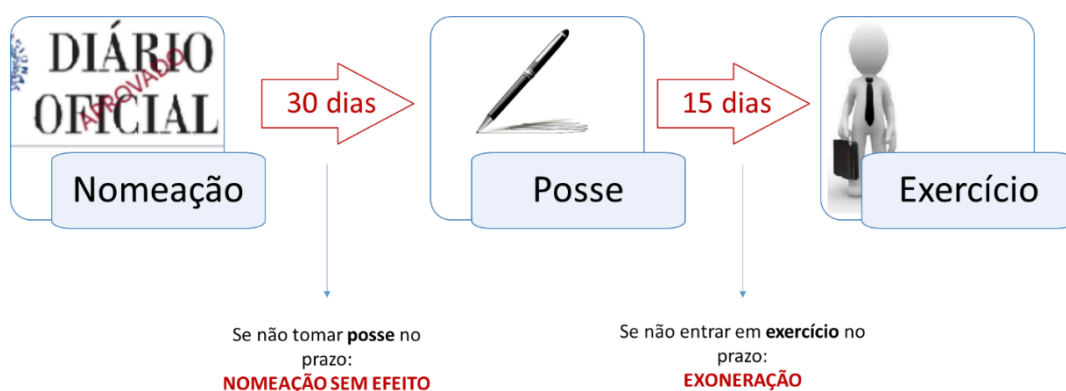 DIÁRIO
OFICIAL
APROVADO
30 dias
15 dias
Nomeação
Posse
Exercício
Se não tomar posse no
prazo:
NOMEAÇÃO SEM EFEITO
Se não entrar em exercício no
prazo:
EXONERAÇÃO